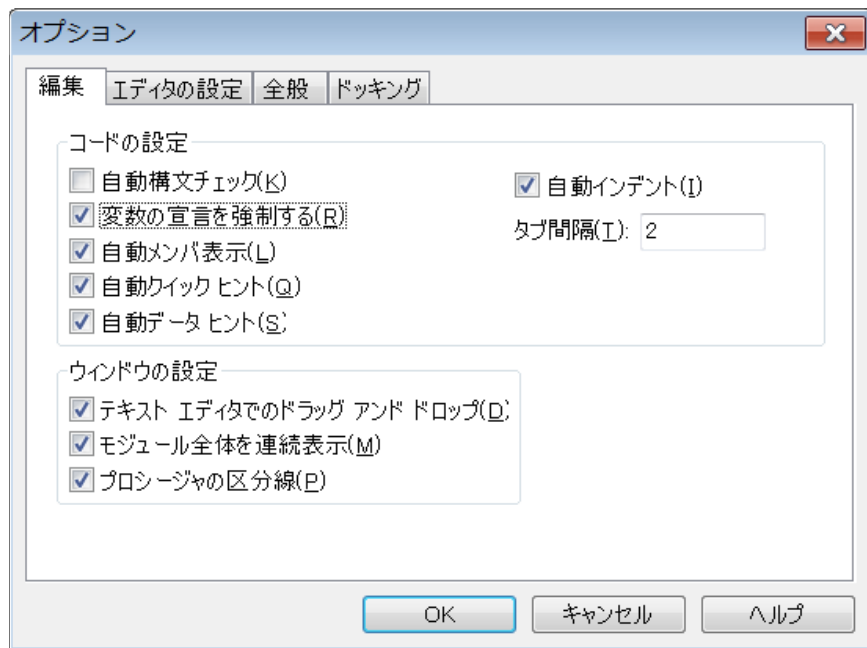 オプション
編集 エディタの設定 全般 ドッキング
コードの設定
自動構文チェック(K)
自動インデント(I)
変数の宣言を強制する(R)
タブ間隔(T): 2
自動メンバ表示(L)
自動クイック ヒント(Q)
自動データ ヒント(S)
ウィンドウの設定
テキスト エディタでのドラッグ アンド ドロップ(D)
モジュール全体を連続表示(M)
プロシージャの区分線(P)
OK キャンセル ヘルプ